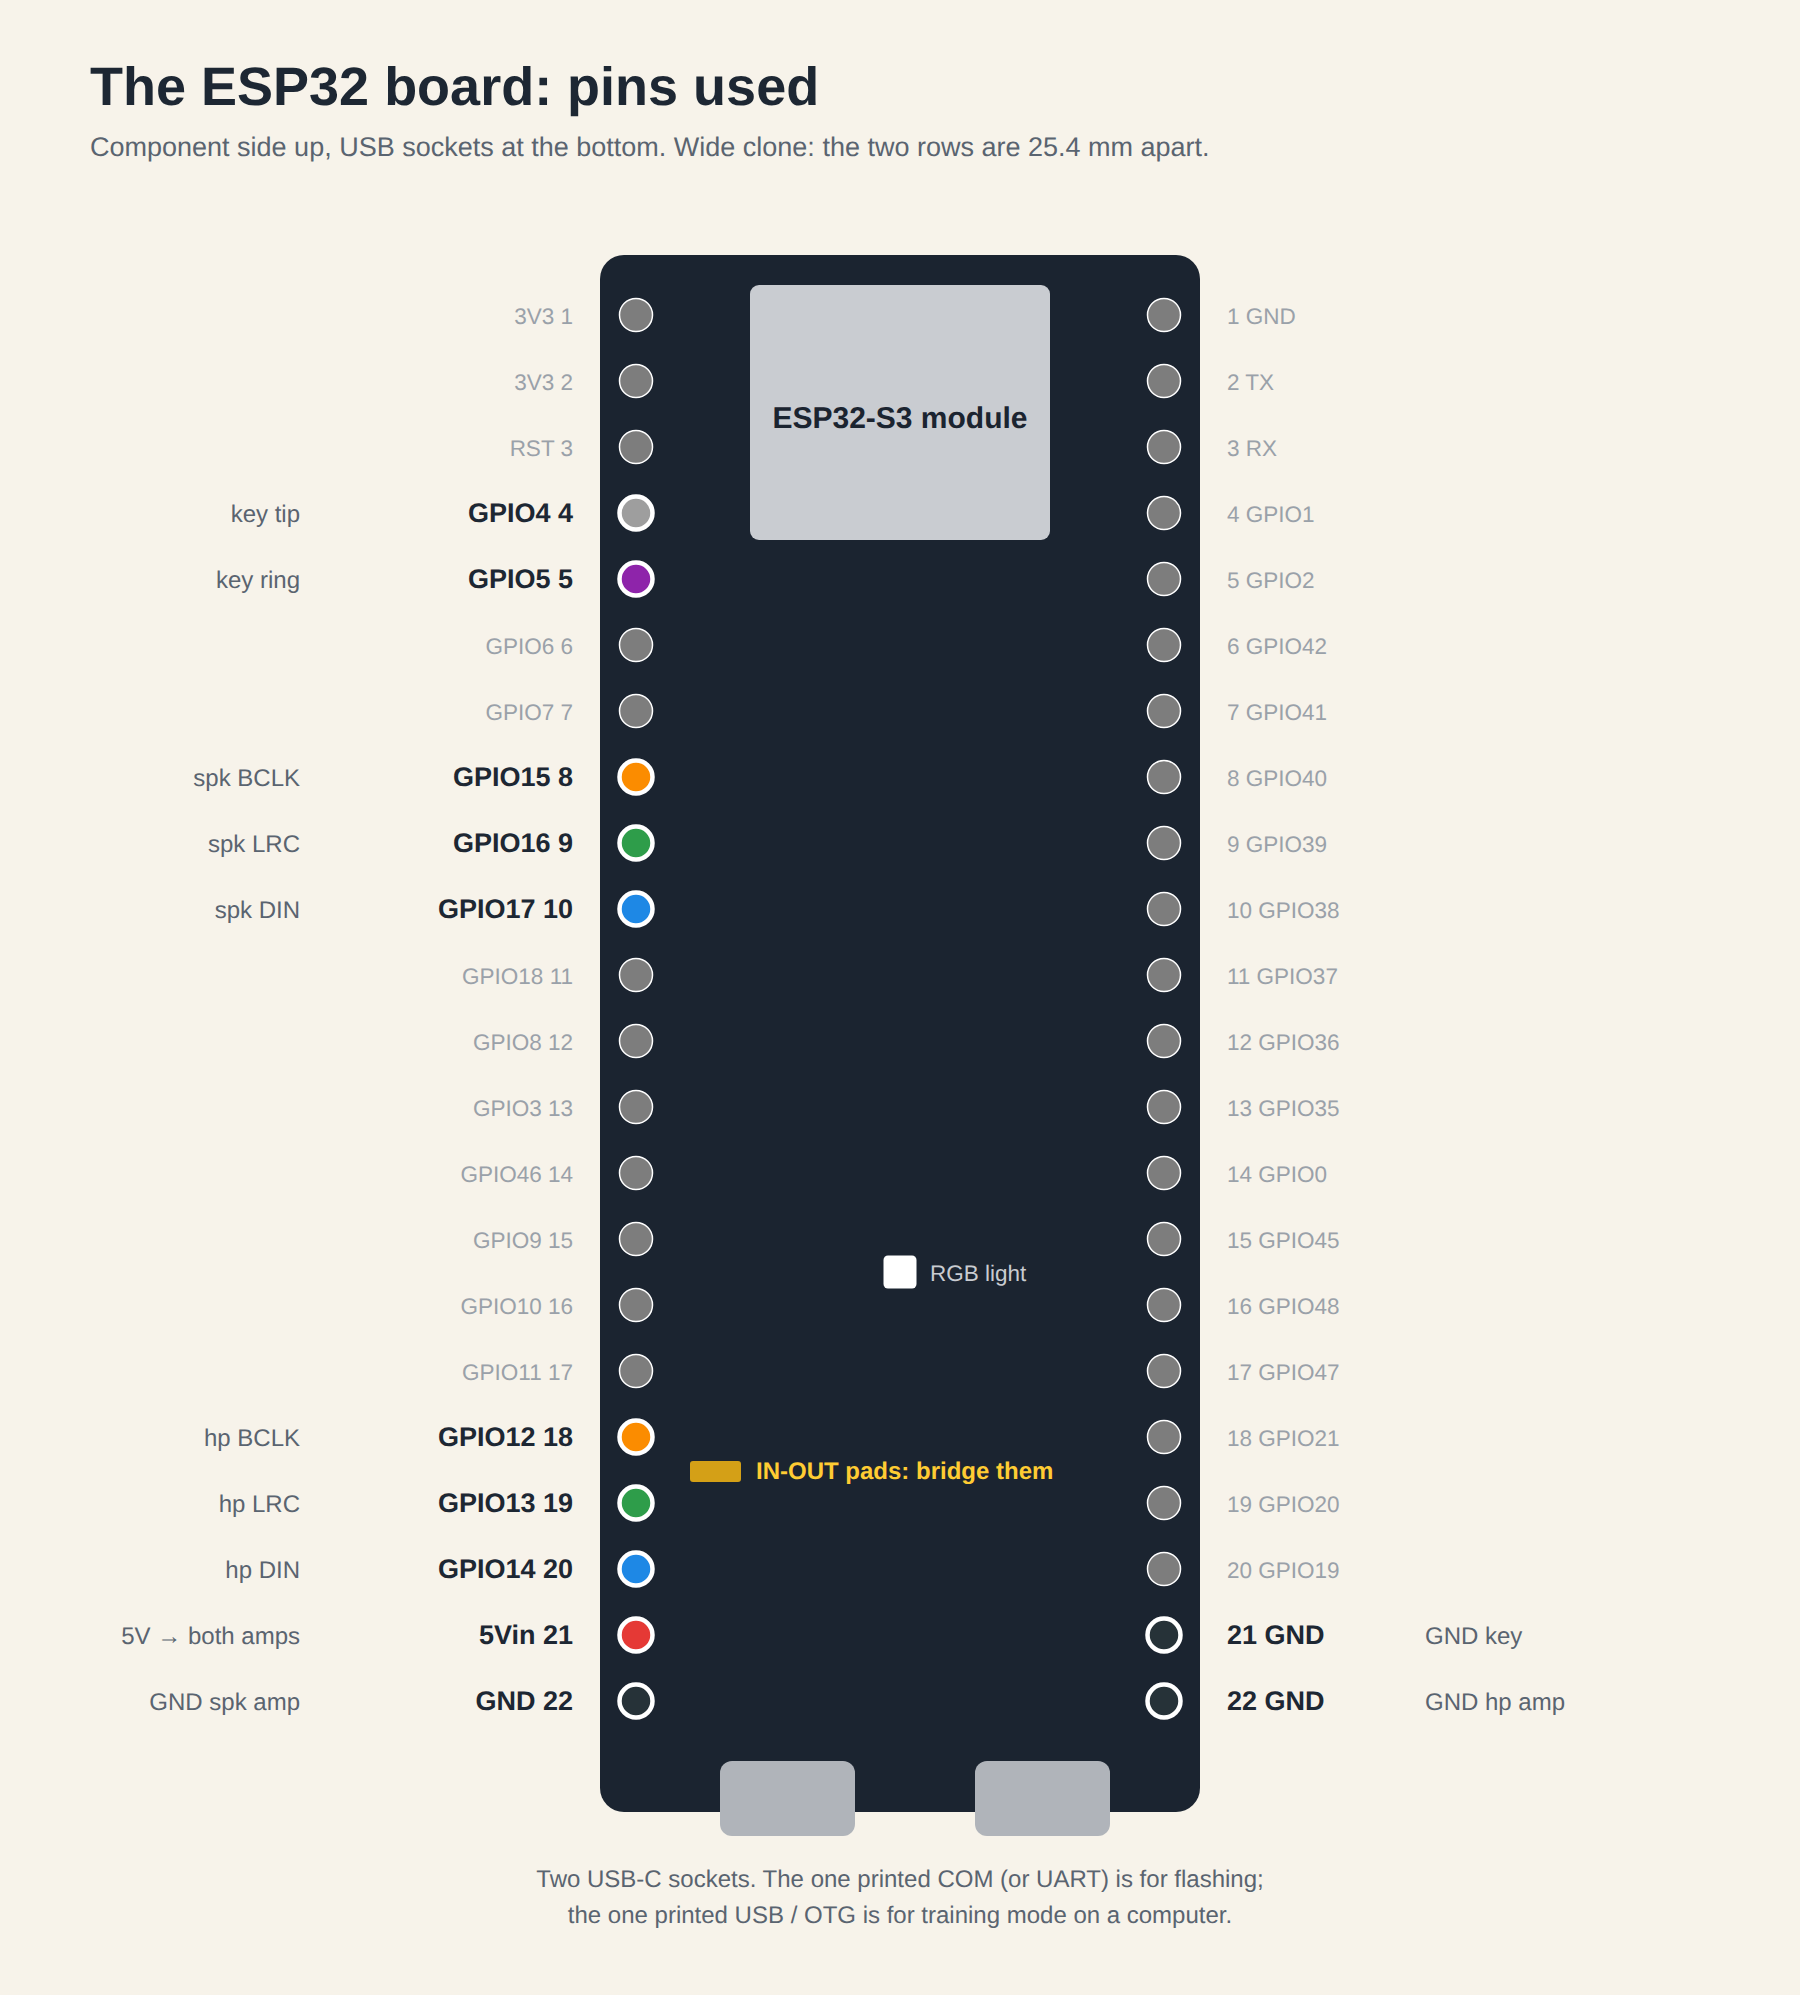 The ESP32 board: pins used
Component side up, USB sockets at the bottom. Wide clone: the two rows are 25.4 mm apart.
ESP32-S3 module
3V3 1
1 GND
3V3 2
2 TX
RST 3
3 RX
key tip GPIO4 4
4 GPIO1
key ring GPIO5 5
5 GPIO2
GPIO6 6
6 GPIO42
GPIO7 7
7 GPIO41
spk BCLK GPIO15 8
8 GPIO40
spk LRC GPIO16 9
9 GPIO39
spk DIN GPIO17 10
10 GPIO38
GPIO18 11
11 GPIO37
GPIO8 12
12 GPIO36
GPIO3 13
13 GPIO35
GPIO46 14
14 GPIO0
GPIO9 15
15 GPIO45
RGB light
GPIO10 16
16 GPIO48
GPIO11 17
17 GPIO47
hp BCLK GPIO12 18
18 GPIO21
IN-OUT pads: bridge them
hp LRC GPIO13 19
19 GPIO20
hp DIN GPIO14 20
20 GPIO19
5V → both amps 5Vin 21
21 GND GND key
GND spk amp GND 22
22 GND GND hp amp
Two USB-C sockets. The one printed COM (or UART) is for flashing;
the one printed USB / OTG is for training mode on a computer.